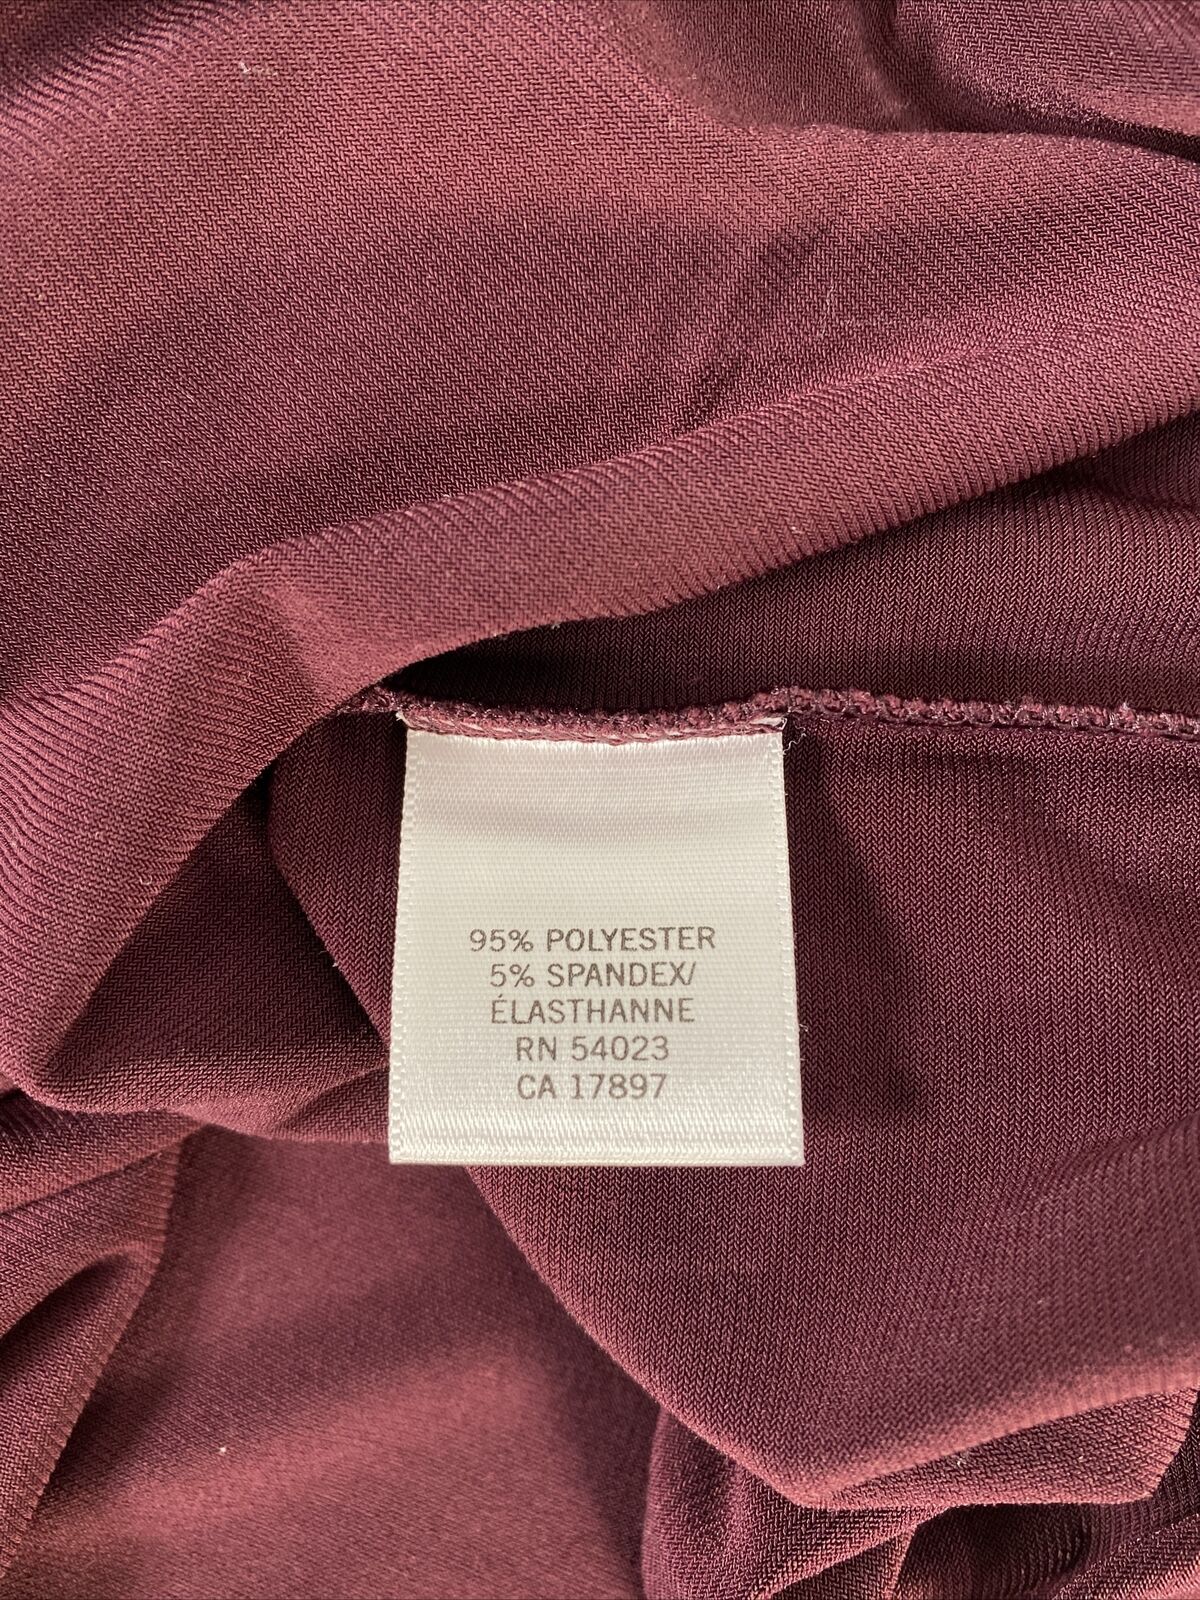 95% POLYESTER
5% SPANDEX/
ÉLASTHANNE
RN 54023
CA 17897